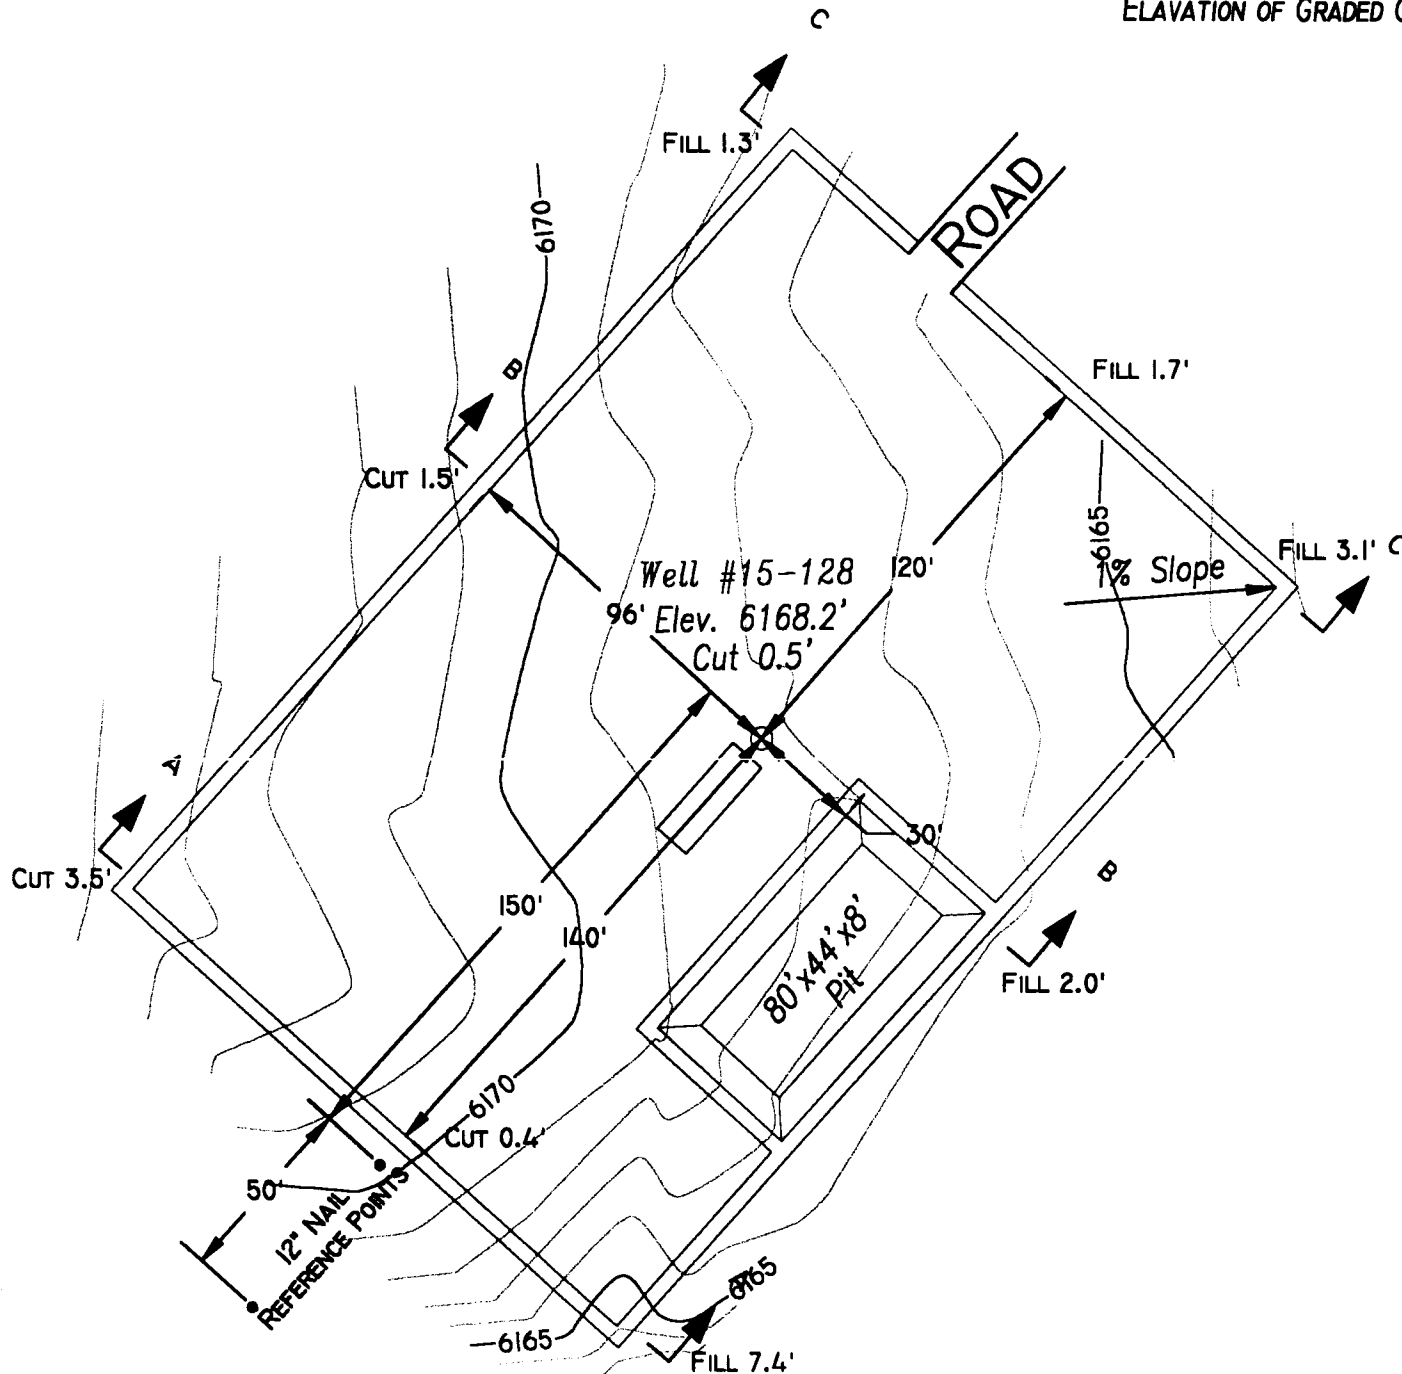 ELAVATION OF GRADED
C
FILL 1.3'
ROAD
6170
B
FILL 1.7'
CUT 1.5'
6165
Well #15-128
120'
FILL 3.1' C
1% Slope
96' Elev. 6168.2'
Cut 0.5'
A
CUT 3.5'
30'
B
150'
140'
80'x44'x8'
Pit
FILL 2.0'
6170
CUT 0.4'
50'
12" NAIL
REFERENCE POINTS
A
6165
6165
FILL 7.4'